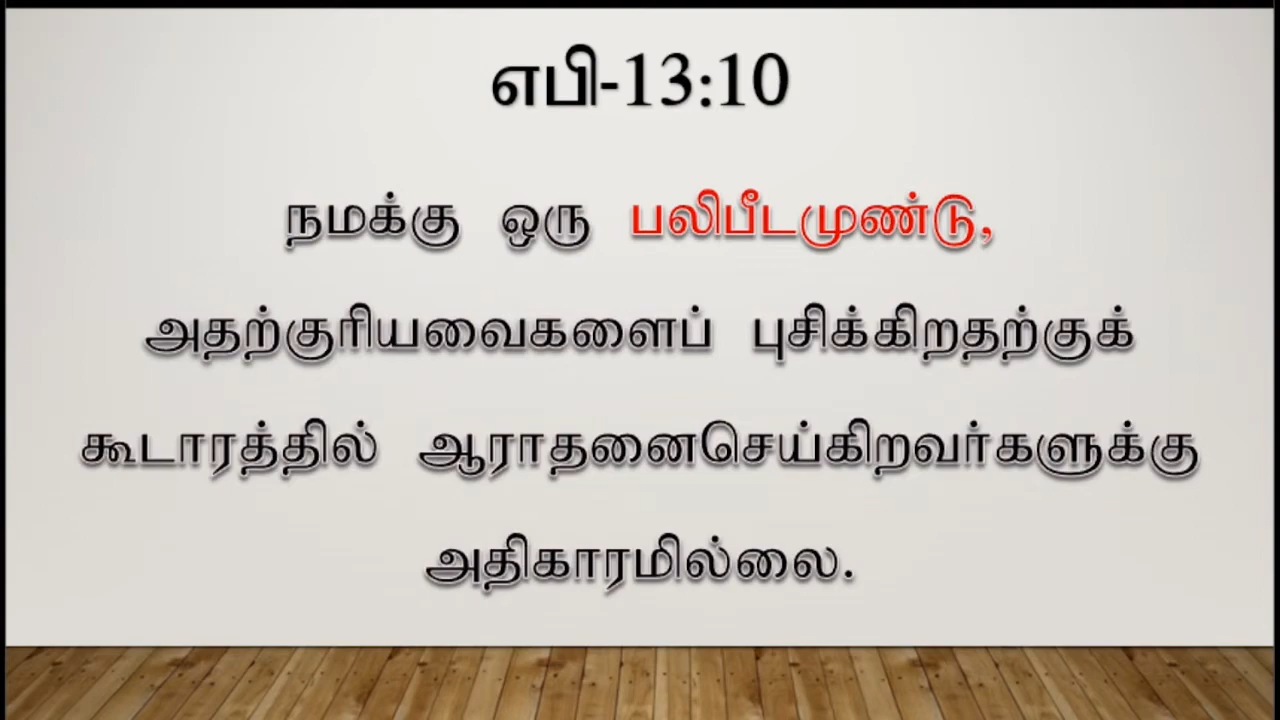 எபி-13:10
நமக்கு ஒரு பலிபீடமுண்டு,
அதற்குரியவைகளைப் புசிக்கிறதற்குக்
கூடாரத்தில் ஆராதனைசெய்கிறவர்களுக்கு
அதிகாரமில்லை.